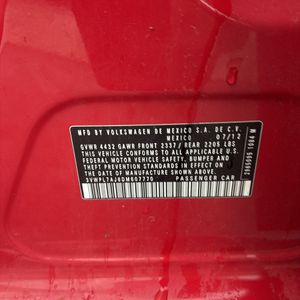 MFD BY VOLKSWAGEN DE MEXICO S.A. DE C.V.
MEXICO 07/12
GVWR 4432 GAWR FRONT 2337/ REAR 2205 LBS
THIS VEHICLE CONFORMS TO ALL APPLICABLE U.S.
FEDERAL MOTOR VEHICLE SAFETY, BUMPER AND
THEFT PREVENTION STANDARDS IN EFFECT ON THE
DATE OF MANUFACTURE SHOWN ABOVE.
PASSENGER CAR